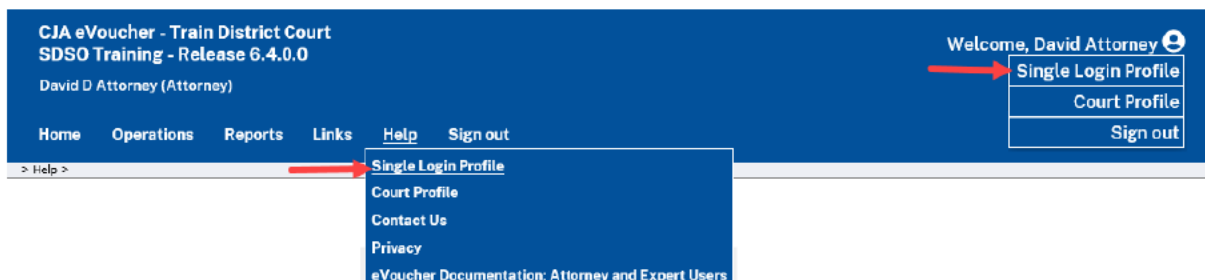 CJA eVoucher - Train District Court
SDSO Training - Release 6.4.0.0
David D Attorney (Attorney)
Welcome, David Attorney
Single Login Profile
Court Profile
Sign out
Home Operations Reports Links Help Sign out
> Help >
Single Login Profile
Court Profile
Contact Us
Privacy
eVoucher Documentation: Attorney and Expert Users